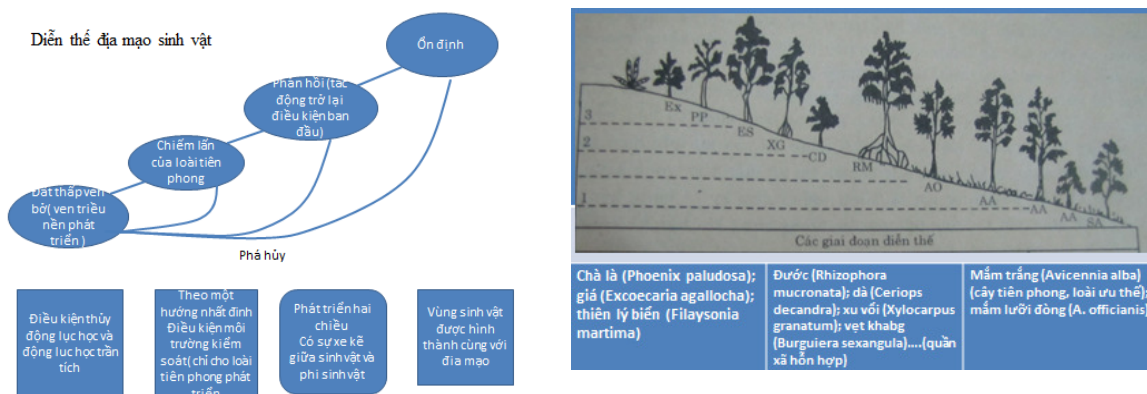 Diễn thế địa mạo sinh vật
Ổn định
Phản hồi (tác
động trở lại
điều kiện ban
đầu)
Chiếm lấn
của loài tiên
phong
Đất thấp ven
bờ( ven triều
nền phát
triển )
Phá hủy
Điều kiện thủy
động lục học và
động luc học trần
tích
Theo một
hướng nhất đinh
Điều kiện môi
trường kiểm
soát( chỉ cho loài
tiên phong phát
triển
Phát triển hai
chiều
Có sự xe kẽ
giữa sinh vật và
phi sinh vật
Vùng sinh vật
được hình
thành cùng với
đia mạo
3
2
1
Ex
PP
ES
XG
CD
RM
AO
AA
AA
AA
SA
Các giai đoạn diễn thế
Chà là (Phoenix paludosa);
giá (Excoecaria agallocha);
thiên lý biển (Filaysonia
martima)
Đước (Rhizophora
mucronata); dà (Ceriops
decandra); xu vổi (Xylocarpus
granatum); vẹt khabg
(Burguiera sexangula)....(quần
xã hỗn hợp)
Mắm trắng (Avicennia alba)
(cây tiên phong, loài ưu thế);
mắm lưỡi đòng (A. officianis)